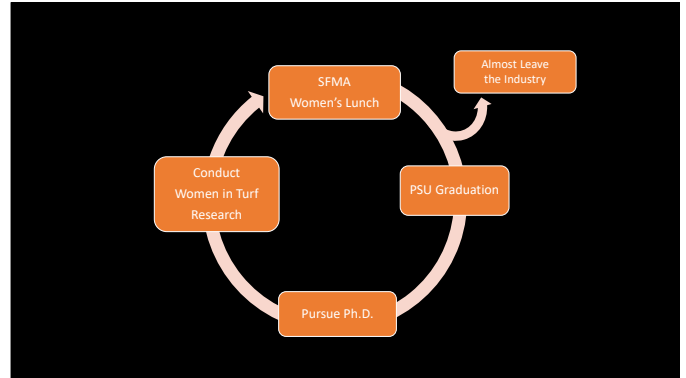 SFMA
Women's Lunch
Almost Leave
the Industry
PSU Graduation
Pursue Ph.D.
Conduct
Women in Turf
Research